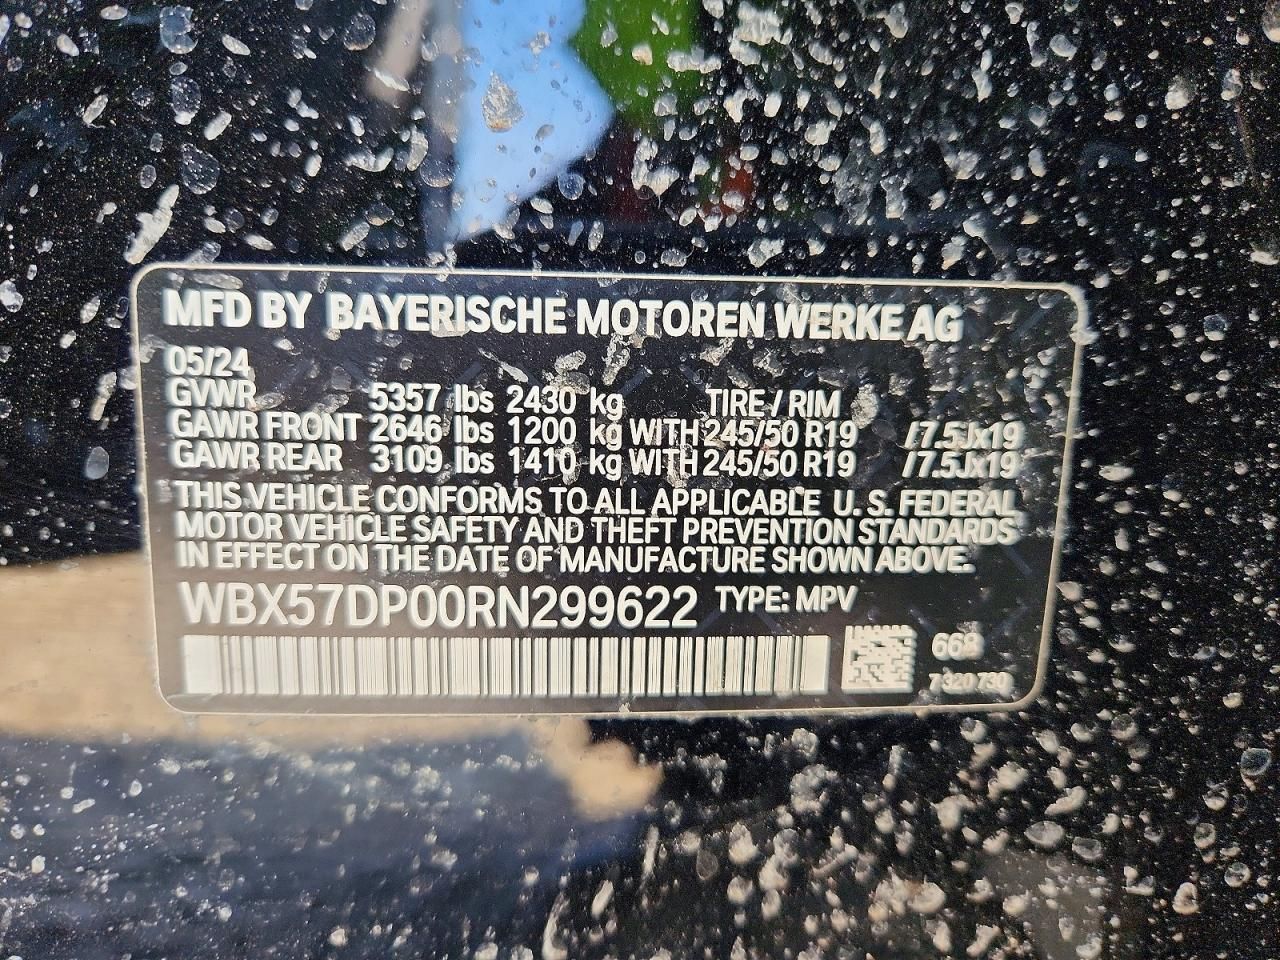 MFD BY BAYERISCHE MOTOREN WERKE AG
05/24
GVWR 5357 lbs 2430 kg TIRE / RIM
GAWR FRONT 2646 lbs 1200 kg WITH 245/50 R19 /7.5Jx19
GAWR REAR 3109 lbs 1410 kg WITH 245/50 R19 /7.5Jx19
THIS VEHICLE CONFORMS TO ALL APPLICABLE U. S. FEDERAL
MOTOR VEHICLE SAFETY AND THEFT PREVENTION STANDARDS
IN EFFECT ON THE DATE OF MANUFACTURE SHOWN ABOVE.
WBX57DP00RN299622 TYPE: MPV
668
7 320 730